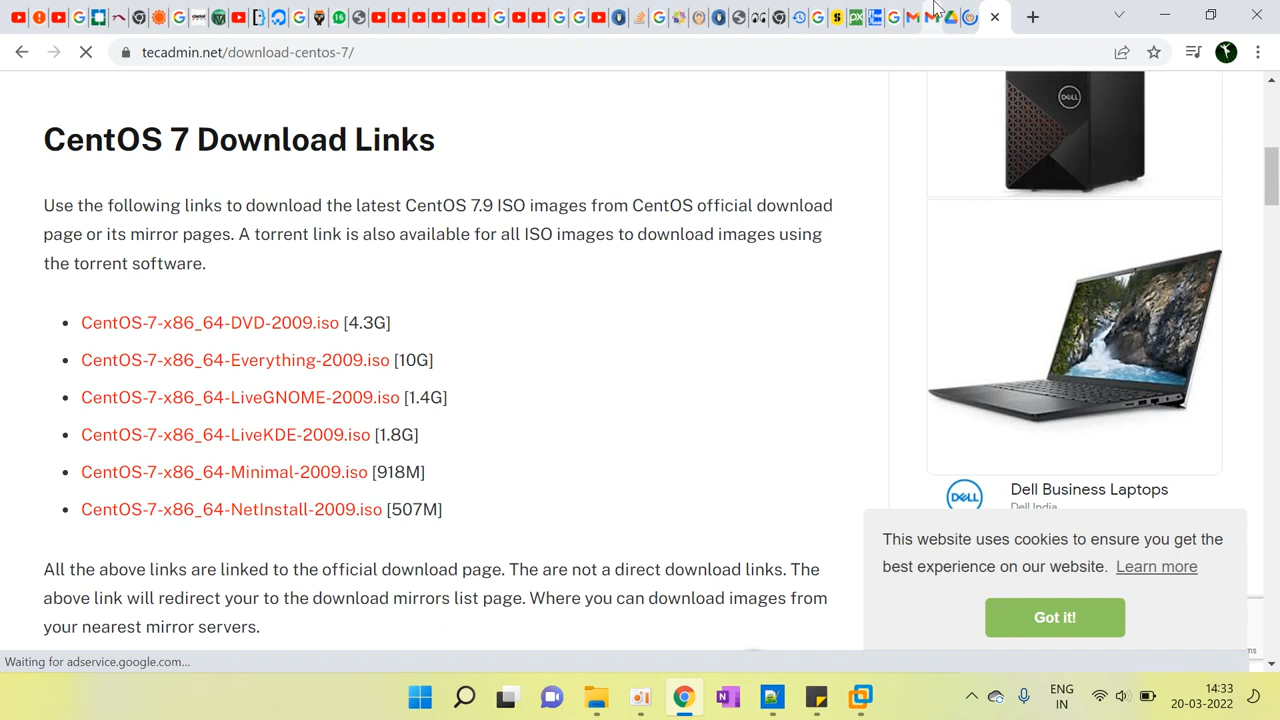 tecadmin.net/download-centos-7/
CentOS 7 Download Links
Use the following links to download the latest CentOS 7.9 ISO images from CentOS official download
page or its mirror pages. A torrent link is also available for all ISO images to download images using
the torrent software.
CentOS-7-x86_64-DVD-2009.iso [4.3G]
CentOS-7-x86_64-Everything-2009.iso [10G]
CentOS-7-x86_64-LiveGNOME-2009.iso [1.4G]
CentOS-7-x86_64-LiveKDE-2009.iso [1.8G]
CentOS-7-x86_64-Minimal-2009.iso [918M]
CentOS-7-x86_64-NetInstall-2009.iso [507M]
All the above links are linked to the official download page. The are not a direct download links. The
above link will redirect your to the download mirrors list page. Where you can download images from
your nearest mirror servers.
DELL
DELL
Dell Business Laptops
Dell India
This website uses cookies to ensure you get the
best experience on our website. Learn more
Got it!
Waiting for adservice.google.com...
ENG
IN
14:33
20-03-2022